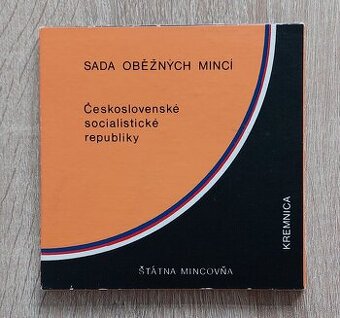 SADA OBĚŽNÝCH MINCÍ
Československé
socialistické
republiky
KREMNICA
ŠTÁTNA MINCOVŇA